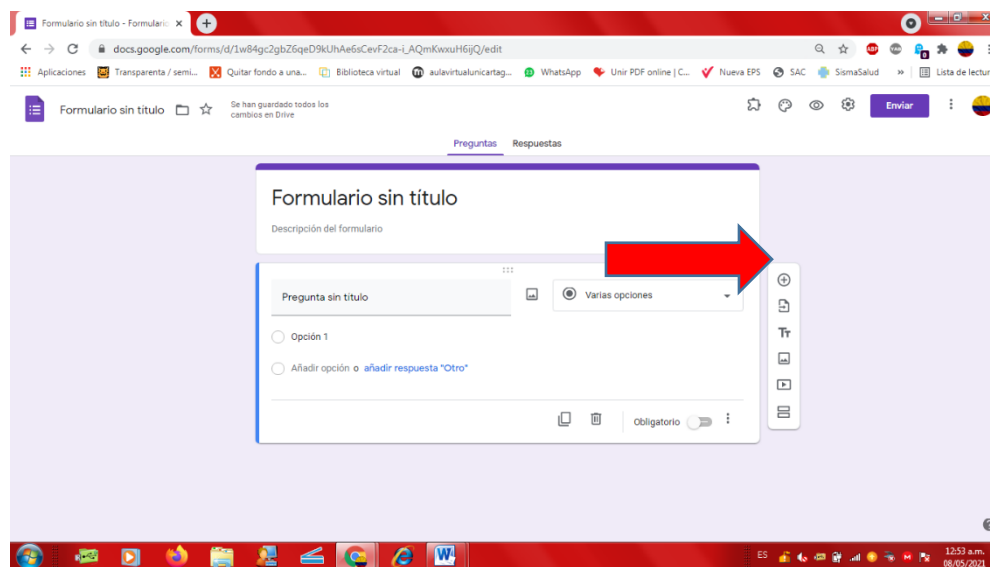 Formulario sin título - Formulario
docs.google.com/forms/d/1w84gc2gbZ6qeD9kUhAe6sCevF2ca-i_AQmKwxuH6ijQ/edit
Aplicaciones Transparenta / semi... Quitar fondo a una... Biblioteca virtual aulavirtualunicartag... WhatsApp Unir PDF online | C... Nueva EPS SAC SismaSalud » Lista de lectur
Formulario sin título
Se han guardado todos los
cambios en Drive
Enviar
Preguntas Respuestas
Formulario sin título
Descripción del formulario
Pregunta sin título
Varias opciones
Opción 1
Añadir opción o añadir respuesta "Otro"
Tт
Obligatorio
ES
12:53 a.m.
08/05/2021